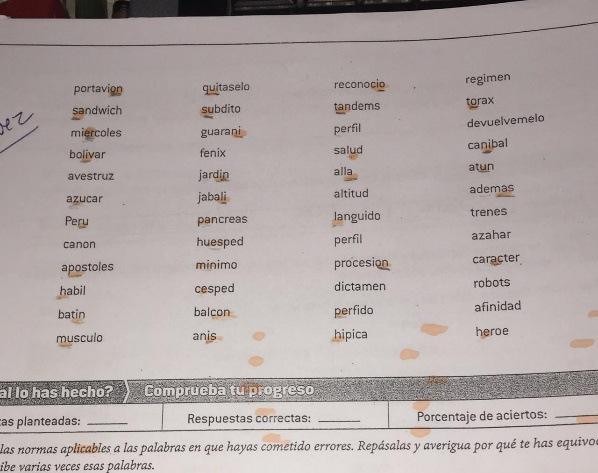 portavion quitaselo reconocio regimen
sandwich subdito tandems torax
miercoles guarani perfil devuelvemelo
bolivar fenix salud canibal
avestruz jardin alla atun
azucar jabali altitud ademas
Peru pancreas languido trenes
canon huesped perfil azahar
apostoles minimo procesion caracter
habil cesped dictamen robots
batin balcon perfido afinidad
musculo anis hipica heroe
al lo has hecho? Comprueba tu progreso
tas planteadas: Respuestas correctas: Porcentaje de aciertos:
las normas aplicables a las palabras en que hayas cometido errores. Repásalas y averigua por qué te has equivoc
ibe varias veces esas palabras.